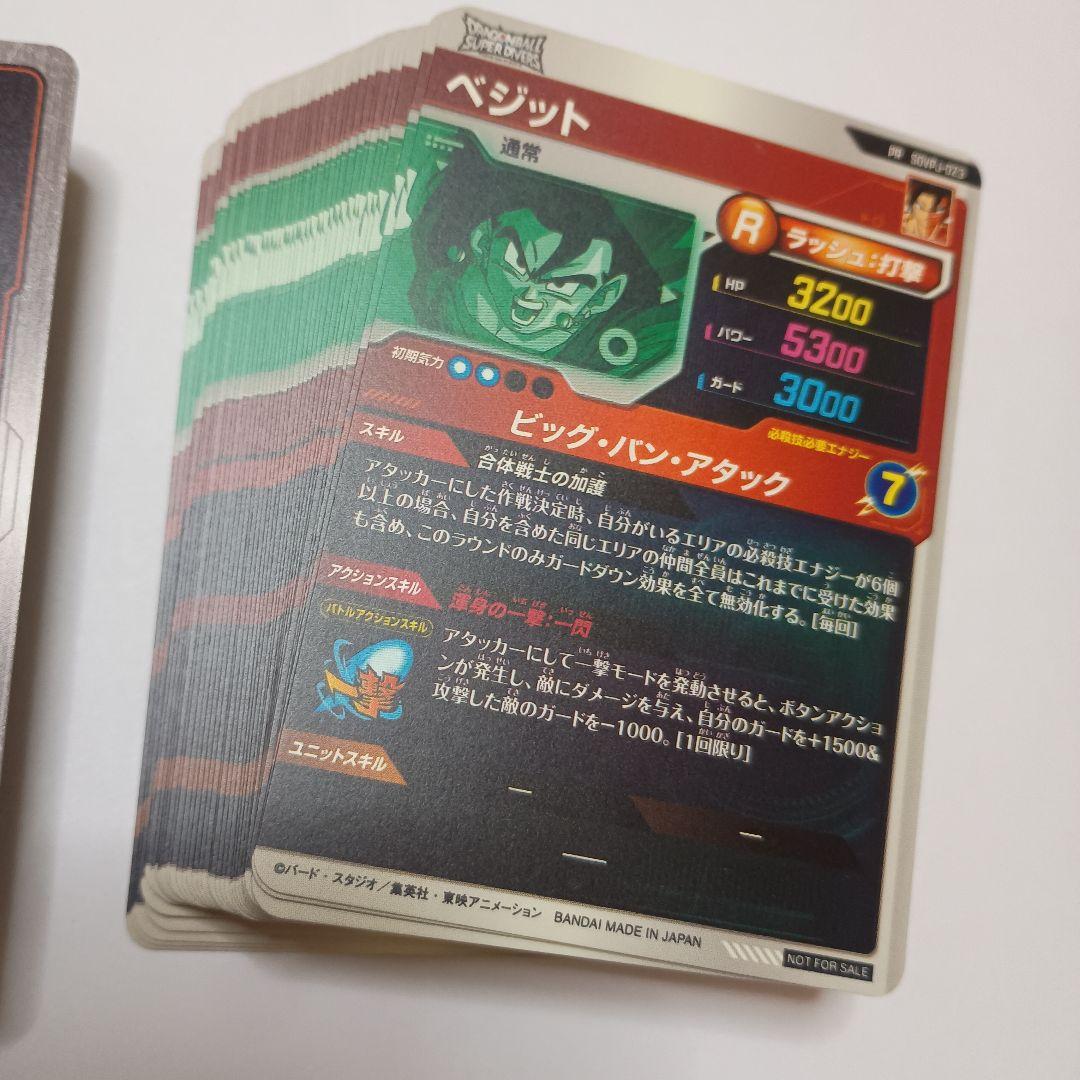 DRAGONBALL
SUPER DIVERS
ベジット
PR SDVPJ-023
通常
R
ラッシュ:打撃
HP 3200
パワー 5300
ガード 3000
初期気力
ビッグ・バン・アタック
必殺技必要エナジー
7
スキル
合体戦士の加護
アタッカーにした作戦決定時、自分がいるエリアの必殺技エナジーが6個
以上の場合、自分を含めた同じエリアの仲間全員はこれまでに受けた効果
も含め、このラウンドのみガードダウン効果を全て無効化する。[毎回]
アクションスキル
渾身の一撃:一閃
バトルアクションスキル
一撃
アタッカーにして一撃モードを発動させると、ボタンアクショ
ンが発生し、敵にダメージを与え、自分のガードを+1500&
攻撃した敵のガードを-1000。[1回限り]
ユニットスキル
©バード・スタジオ/集英社・東映アニメーション BANDAI MADE IN JAPAN
NOT FOR SALE